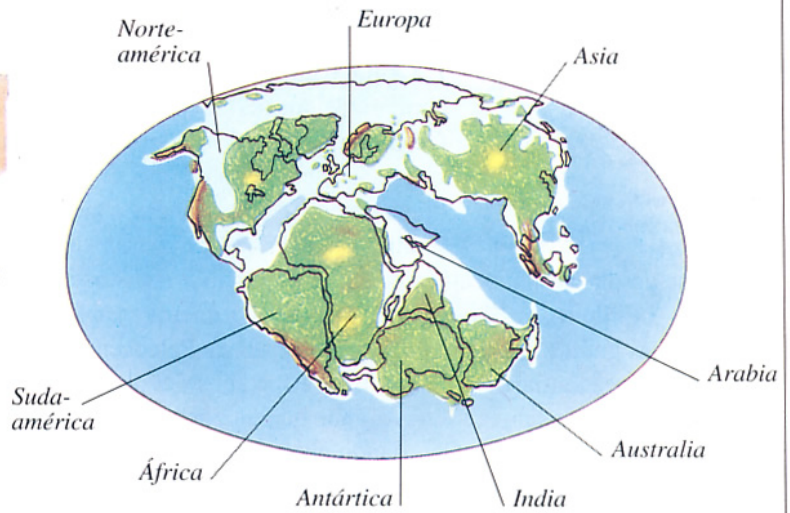 Norte-
américa
Europa
Asia
Arabia
Suda-
américa
Australia
África
Antártica
India